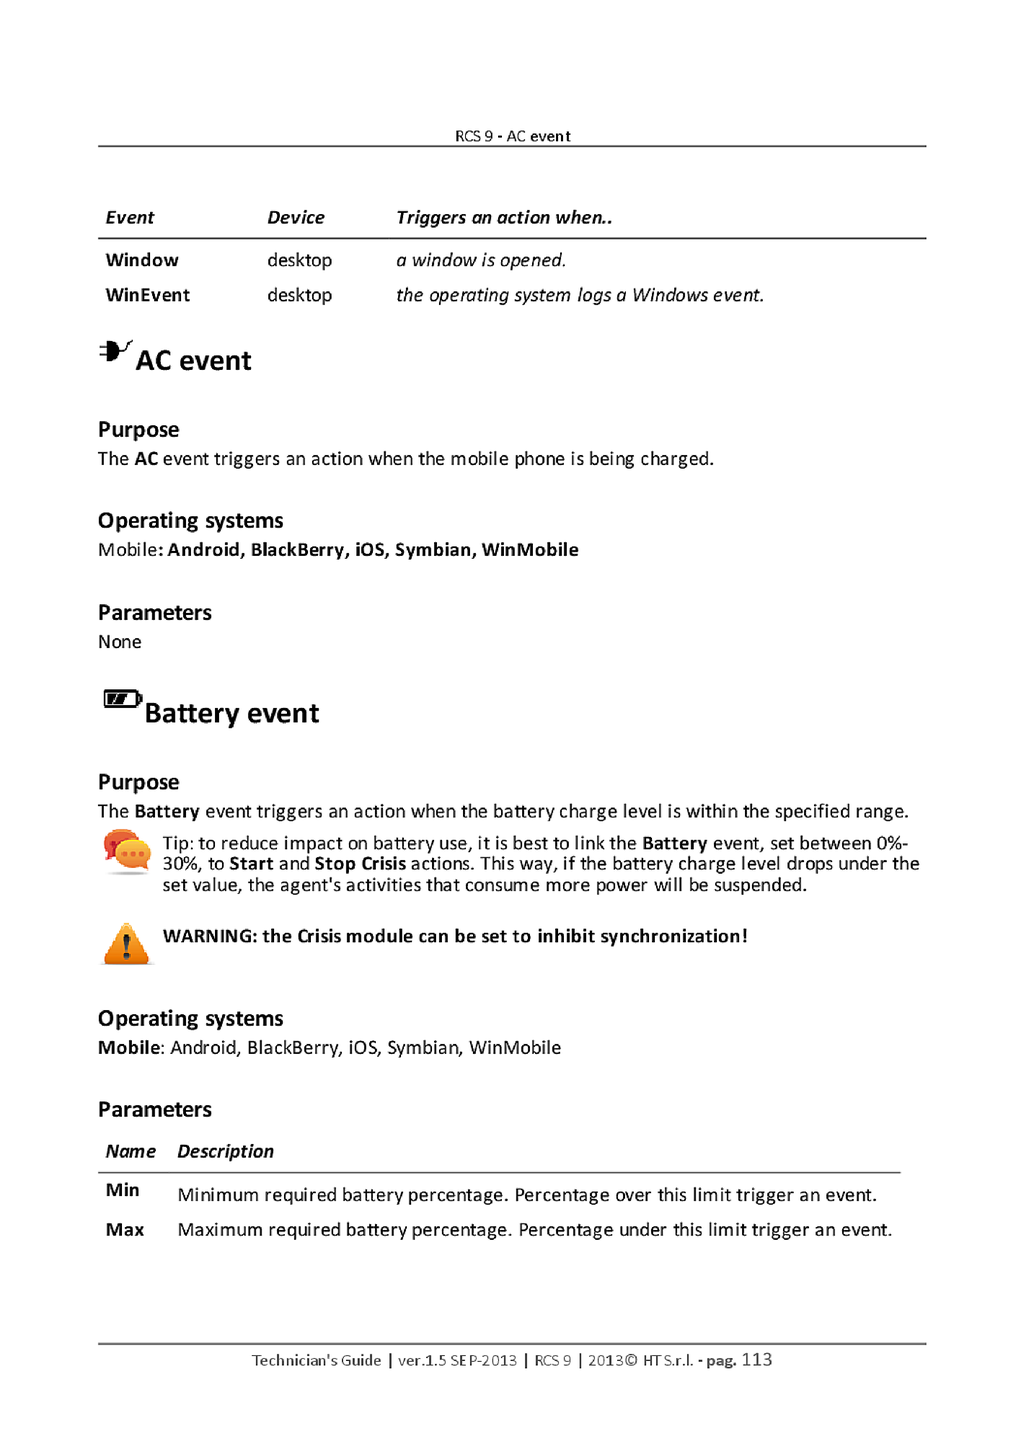 RCS 9 - AC event
Event Device Triggers an action when..
Window desktop a window is opened.
WinEvent desktop the operating system logs a Windows event.
AC event
Purpose
The AC event triggers an action when the mobile phone is being charged.
Operating systems
Mobile: Android, BlackBerry, iOS, Symbian, WinMobile
Parameters
None
Battery event
Purpose
The Battery event triggers an action when the battery charge level is within the specified range.
Tip: to reduce impact on battery use, it is best to link the Battery event, set between 0%-
30%, to Start and Stop Crisis actions. This way, if the battery charge level drops under the
set value, the agent's activities that consume more power will be suspended.
WARNING: the Crisis module can be set to inhibit synchronization!
Operating systems
Mobile: Android, BlackBerry, iOS, Symbian, WinMobile
Parameters
Name Description
Min Minimum required battery percentage. Percentage over this limit trigger an event.
Max Maximum required battery percentage. Percentage under this limit trigger an event.
Technician's Guide | ver.1.5 SEP-2013 | RCS 9 | 2013© HT S.r.l. - pag. 113